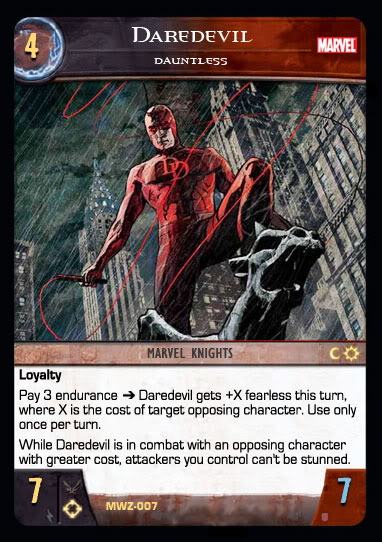 4
DAREDEVIL
DAUNTLESS
MARVEL
DD
MARVEL KNIGHTS
Loyalty
Pay 3 endurance ➔ Daredevil gets +X fearless this turn,
where X is the cost of target opposing character. Use only
once per turn.
While Daredevil is in combat with an opposing character
with greater cost, attackers you control can't be stunned.
7
MWZ-007
7